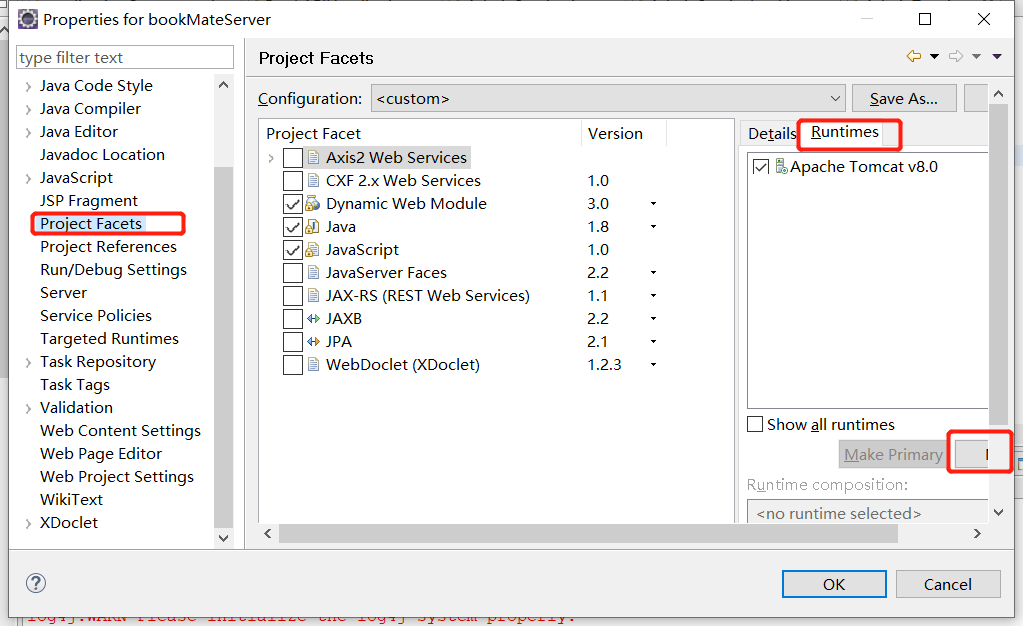 Properties for bookMateServer
type filter text
Java Code Style
Java Compiler
Java Editor
Javadoc Location
JavaScript
JSP Fragment
Project Facets
Project References
Run/Debug Settings
Server
Service Policies
Targeted Runtimes
Task Repository
Task Tags
Validation
Web Content Settings
Web Page Editor
Web Project Settings
WikiText
XDoclet
Project Facets
Configuration: <custom> Save As...
Project Facet Version
Axis2 Web Services
CXF 2.x Web Services 1.0
Dynamic Web Module 3.0
Java 1.8
JavaScript 1.0
JavaServer Faces 2.2
JAX-RS (REST Web Services) 1.1
JAXB 2.2
JPA 2.1
WebDoclet (XDoclet) 1.2.3
Details Runtimes
Apache Tomcat v8.0
Show all runtimes
Make Primary
Runtime composition:
<no runtime selected>
OK Cancel
log4j:WARN Please initialize the log4j system properly.